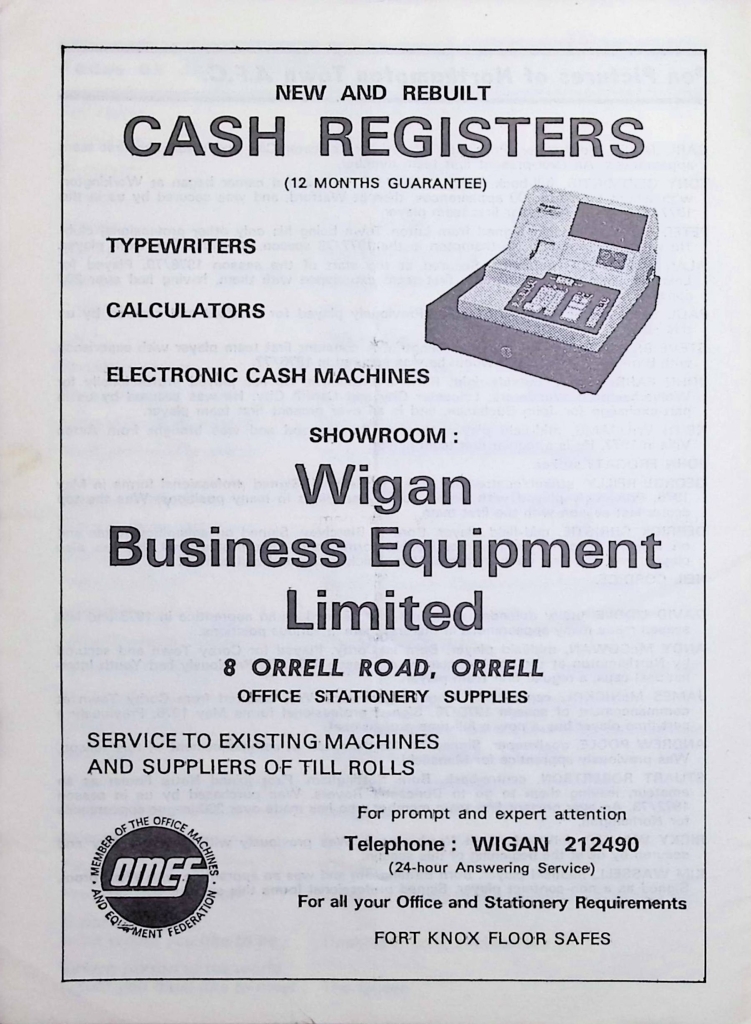 NEW AND REBUILT
CASH REGISTERS
(12 MONTHS GUARANTEE)
TYPEWRITERS
CALCULATORS
ELECTRONIC CASH MACHINES
SHOWROOM :
Wigan
Business Equipment
Limited
8 ORRELL ROAD, ORRELL
OFFICE STATIONERY SUPPLIES
SERVICE TO EXISTING MACHINES
AND SUPPLIERS OF TILL ROLLS
For prompt and expert attention
Telephone : WIGAN 212490
(24-hour Answering Service)
For all your Office and Stationery Requirements
FORT KNOX FLOOR SAFES
MEMBER OF THE OFFICE MACHINES
omef
AND EQUIPMENT FEDERATION